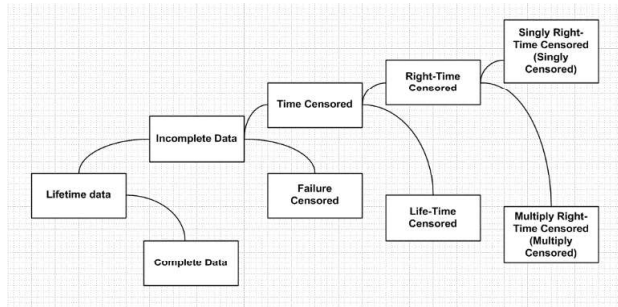 Singly Right-
Time Censored
(Singly
Censored)
Right-Time
Censored
Time Censored
Incomplete Data
Lifetime data
Failure
Censored
Life-Time
Censored
Multiply Right-
Time Censored
(Multiply
Censored)
Complete Data